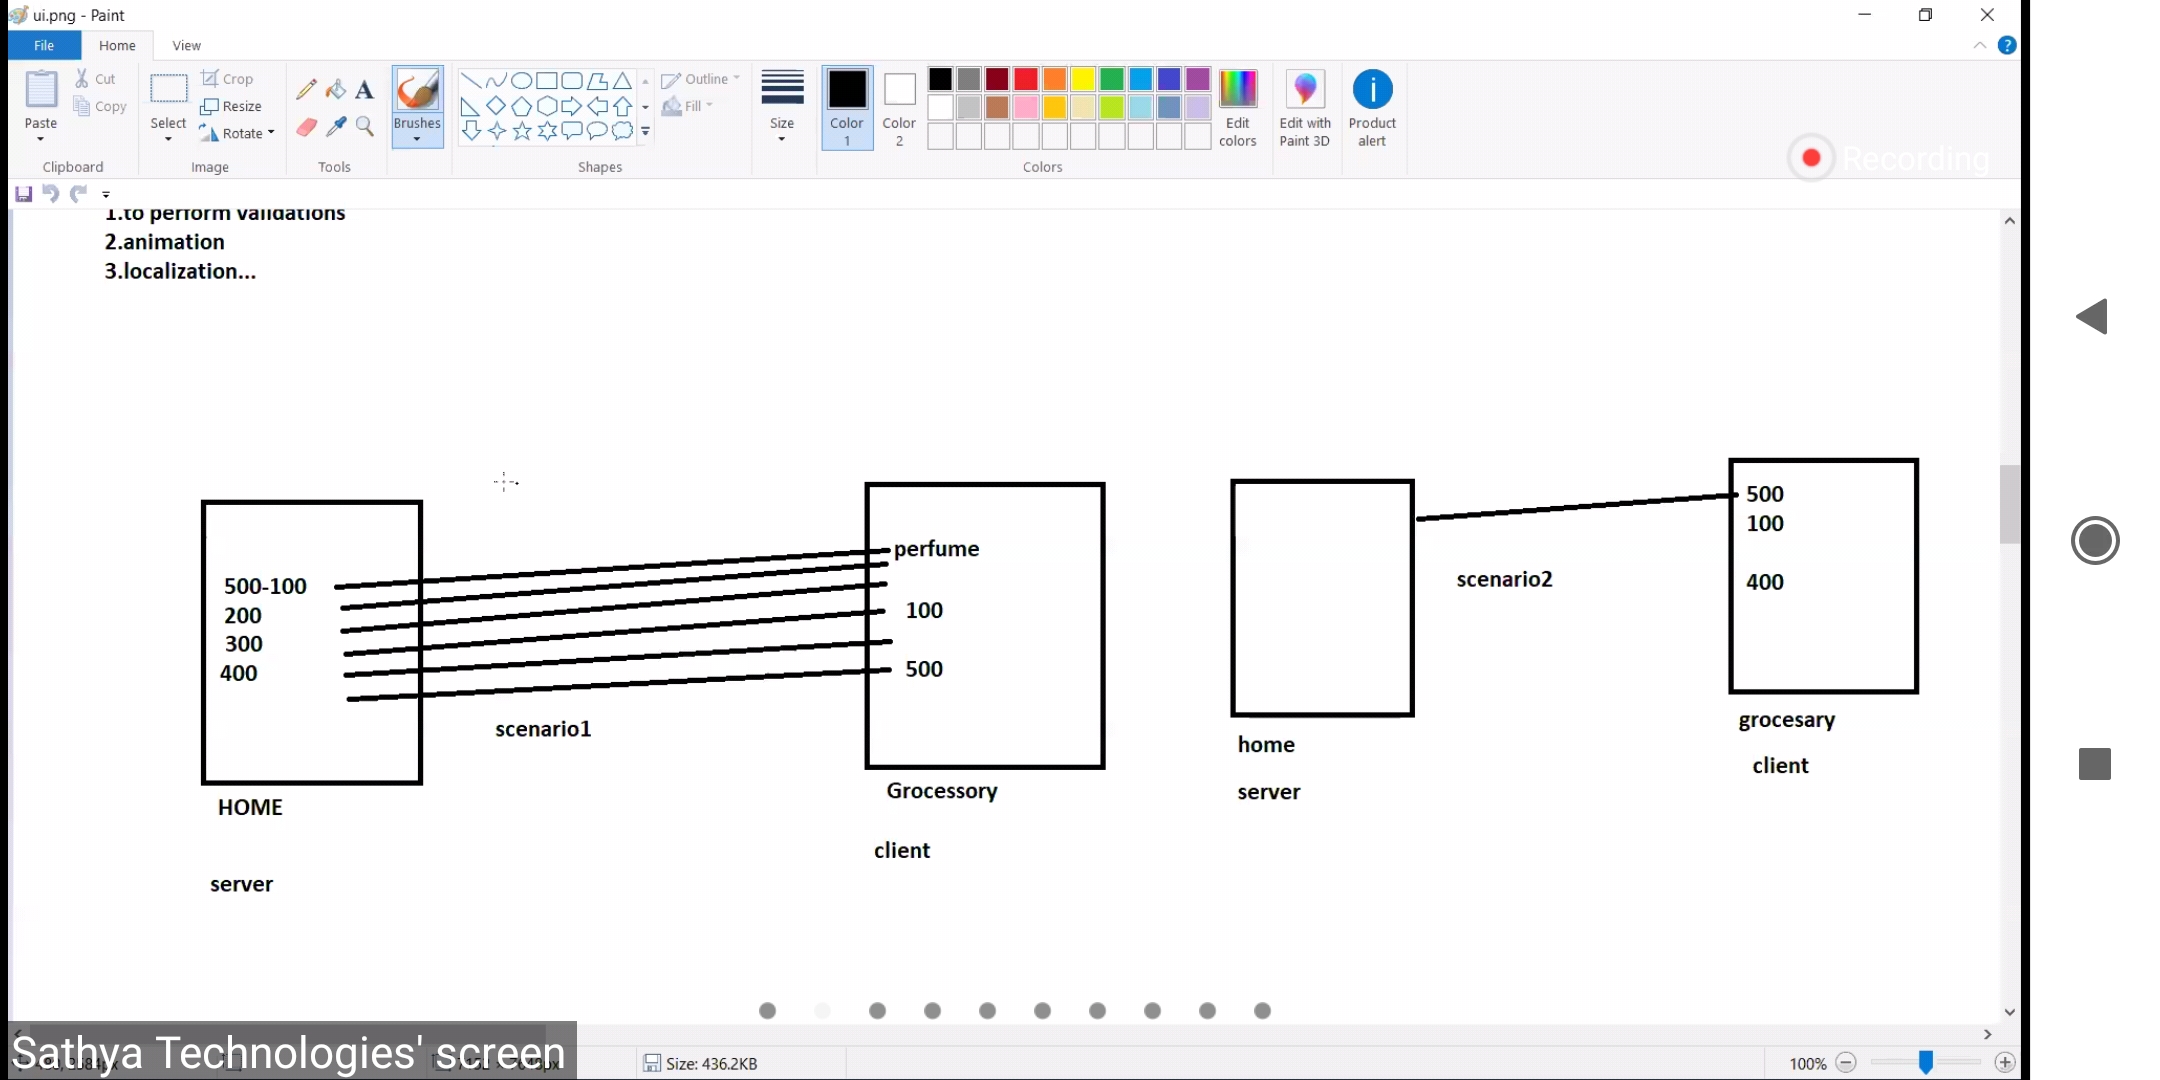 ui.png - Paint
File Home View
Paste
Cut
Copy
Clipboard
Select
Crop
Resize
Rotate
Image
A
Tools
Brushes
Shapes
Outline
Fill
Size
Color 1
Color 2
Edit colors
Colors
Edit with Paint 3D
Product alert
Recording
1.to perform validations
2.animation
3.localization...
500-100
200
300
400
HOME
server
scenario1
perfume
100
500
Grocessory
client
home
server
scenario2
500
100
400
grocesary
client
Sathya Technologies' screen
Size: 436.2KB
100%